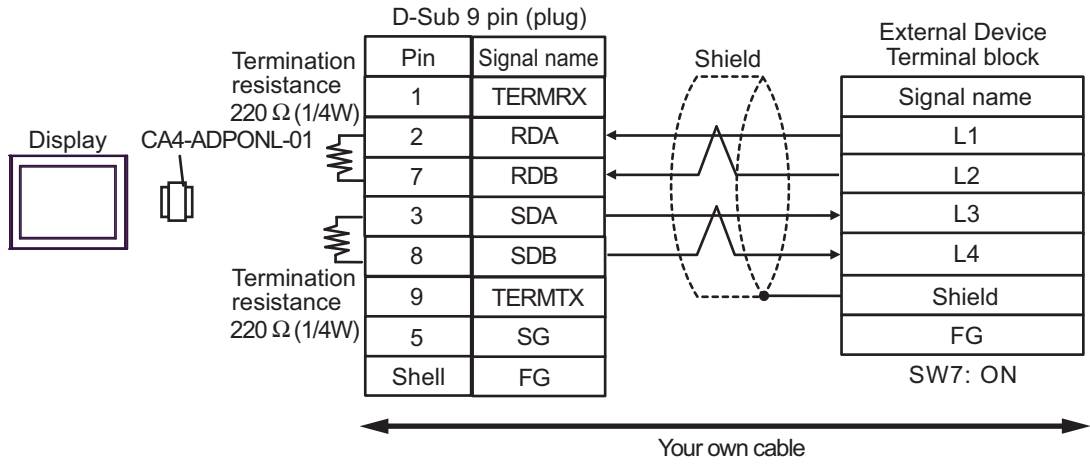 D-Sub 9 pin (plug)
External Device
Terminal block
Termination
resistance
220 Ω (1/4W)
Shield
Pin Signal name
Signal name
1 TERMRX
Display CA4-ADPONL-01
2 RDA
L1
7 RDB
L2
3 SDA
L3
8 SDB
L4
Termination
resistance
220 Ω (1/4W)
9 TERMTX
Shield
5 SG
FG
Shell FG
SW7: ON
Your own cable